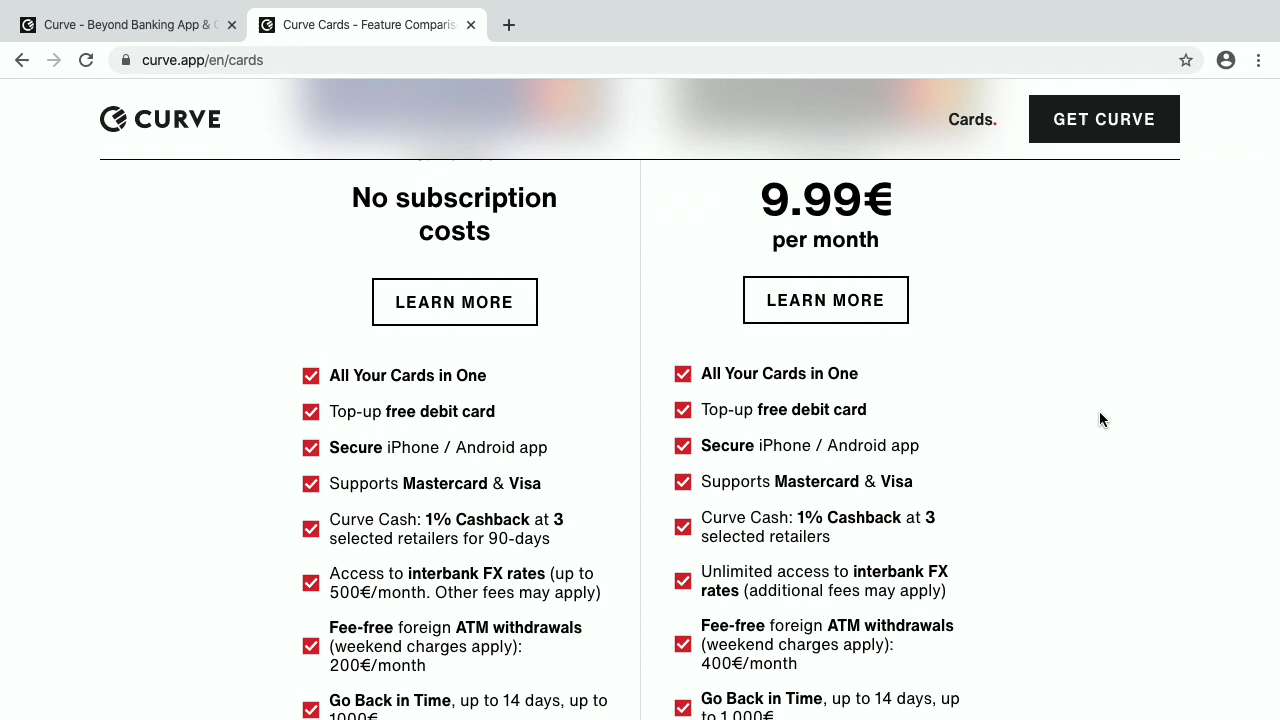 Curve - Beyond Banking App &
Curve Cards - Feature Comparis
curve.app/en/cards
CURVE
Cards.
GET CURVE
No subscription
costs
LEARN MORE
All Your Cards in One
Top-up free debit card
Secure iPhone / Android app
Supports Mastercard & Visa
Curve Cash: 1% Cashback at 3
selected retailers for 90-days
Access to interbank FX rates (up to
500€/month. Other fees may apply)
Fee-free foreign ATM withdrawals
(weekend charges apply):
200€/month
Go Back in Time, up to 14 days, up to
1000€
9.99€
per month
LEARN MORE
All Your Cards in One
Top-up free debit card
Secure iPhone / Android app
Supports Mastercard & Visa
Curve Cash: 1% Cashback at 3
selected retailers
Unlimited access to interbank FX
rates (additional fees may apply)
Fee-free foreign ATM withdrawals
(weekend charges apply):
400€/month
Go Back in Time, up to 14 days, up
to 1,000€